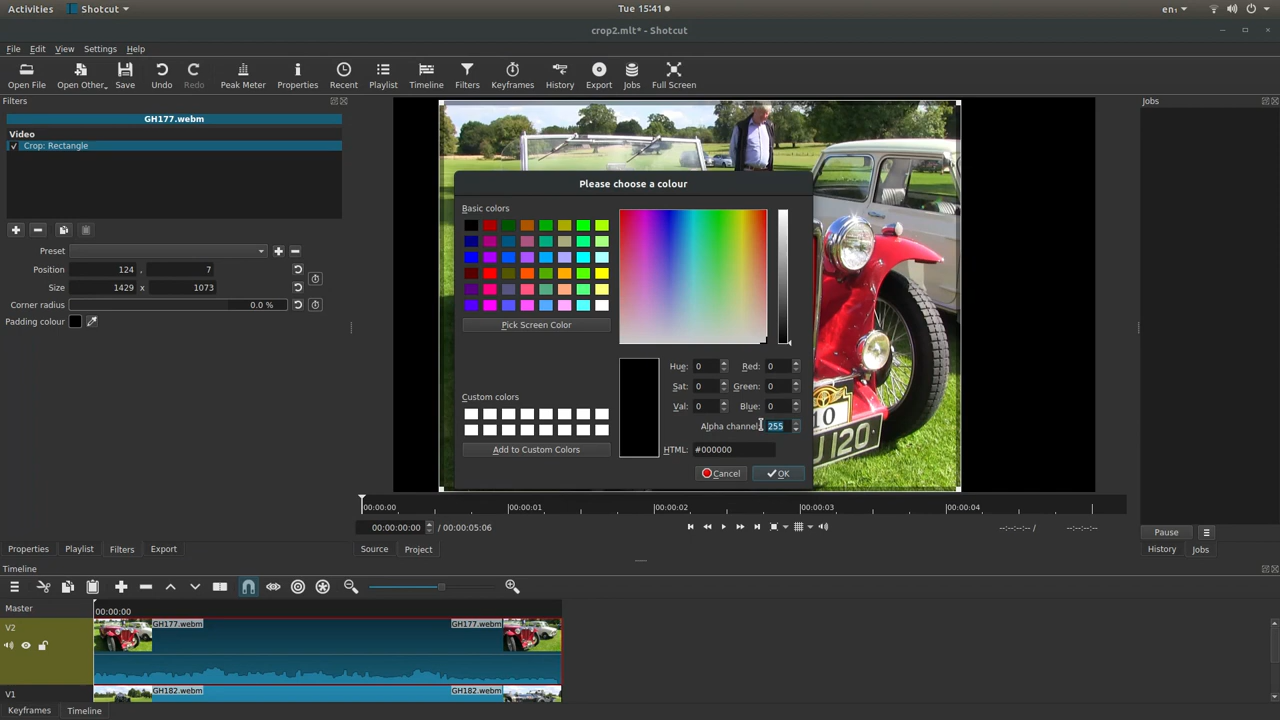 Activities Shotcut Tue 15:41 en₁
crop2.mlt* - Shotcut
File Edit View Settings Help
Open File Open Other.. Save Undo Redo Peak Meter Properties Recent Playlist Timeline Filters Keyframes History Export Jobs Full Screen
Filters
Jobs
GH177.webm
Video
Crop: Rectangle
Preset
Position 124 , 7
Size 1429 x 1073
Corner radius 0.0 %
Padding colour
Please choose a colour
Basic colors
Pick Screen Color
Custom colors
Add to Custom Colors
Hue: 0 Red: 0
Sat: 0 Green: 0
Val: 0 Blue: 0
Alpha channel: 255
HTML: #000000
Cancel OK
10
J 120
00:00:00 00:00:01 00:00:02 00:00:03 00:00:04
00:00:00:00 / 00:00:05:06 --:--:--:-- / --:--:--:--
Pause
Properties Playlist Filters Export
Source Project
History Jobs
Timeline
Master 00:00:00
V2 GH177.webm GH177.webm
V1 GH182.webm GH182.webm
Keyframes Timeline